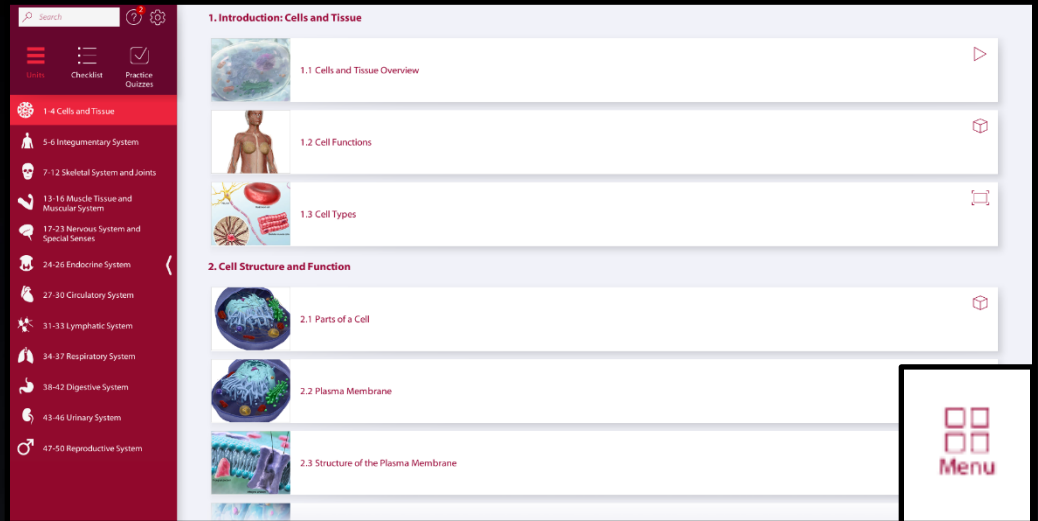 Search
2
Units
Checklist
Practice
Quizzes
1-4 Cells and Tissue
5-6 Integumentary System
7-12 Skeletal System and Joints
13-16 Muscle Tissue and
Muscular System
17-23 Nervous System and
Special Senses
24-26 Endocrine System
27-30 Circulatory System
31-33 Lymphatic System
34-37 Respiratory System
38-42 Digestive System
43-46 Urinary System
47-50 Reproductive System
1. Introduction: Cells and Tissue
1.1 Cells and Tissue Overview
1.2 Cell Functions
1.3 Cell Types
2. Cell Structure and Function
2.1 Parts of a Cell
2.2 Plasma Membrane
2.3 Structure of the Plasma Membrane
Menu